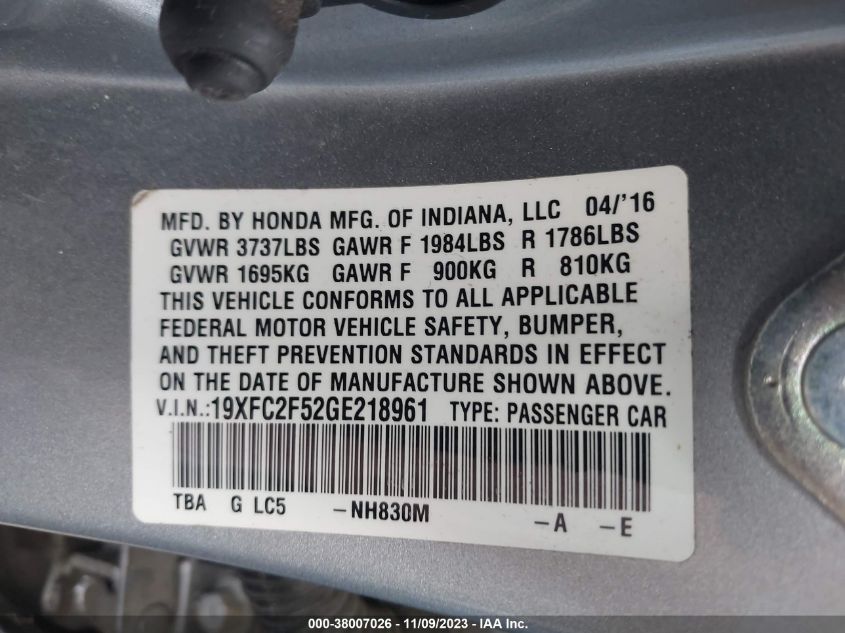 MFD. BY HONDA MFG. OF INDIANA, LLC 04/'16
GVWR 3737LBS GAWR F 1984LBS R 1786LBS
GVWR 1695KG GAWR F 900KG R 810KG
THIS VEHICLE CONFORMS TO ALL APPLICABLE
FEDERAL MOTOR VEHICLE SAFETY, BUMPER,
AND THEFT PREVENTION STANDARDS IN EFFECT
ON THE DATE OF MANUFACTURE SHOWN ABOVE.
V.I.N.:19XFC2F52GE218961 TYPE: PASSENGER CAR
TBA G LC5 -NH830M -A -E
000-38007026 - 11/09/2023 - IAA Inc.